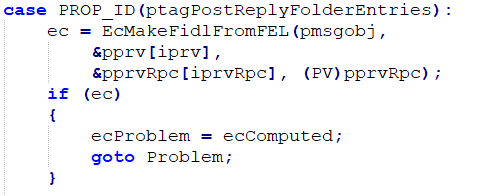 case PROP_ID(ptagPostReplyFolderEntries):
ec = EcMakeFidlFromFEL(pmsgobj,
&pprv[iprv],
&pprvRpc[iprvRpc], (PV)pprvRpc);
if (ec)
{
ecProblem = ecComputed;
goto Problem;
}